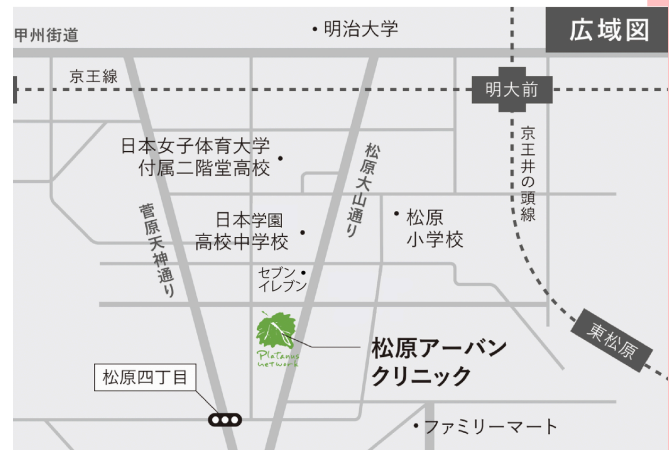 甲州街道
明治大学
広域図
京王線
明大前
日本女子体育大学
付属二階堂高校
松原大山通り
京王井の頭線
菅原天神通り
日本学園
高校中学校
松原
小学校
セブン
イレブン
東松原
Platanus
network
松原アーバン
クリニック
松原四丁目
ファミリーマート